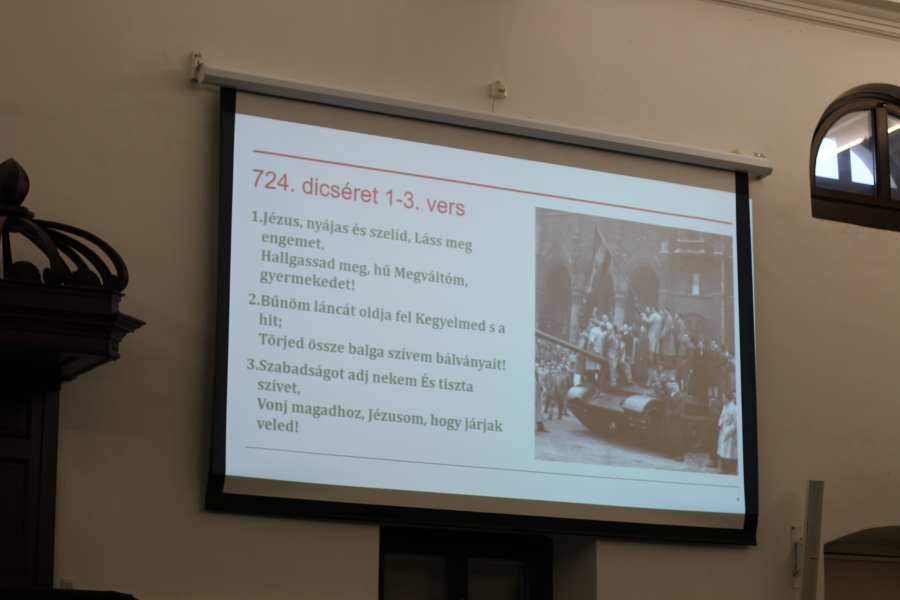 724. dicséret 1-3. vers
1.Jézus, nyájas és szelíd, Láss meg
engemet,
Hallgassad meg, hű Megváltóm,
gyermekedet!
2.Bűnöm láncát oldja fel Kegyelmed s a
hit;
Törjed össze balga szívem bálványait!
3.Szabadságot adj nekem És tiszta
szívet,
Vonj magadhoz, Jézusom, hogy járjak
veled!